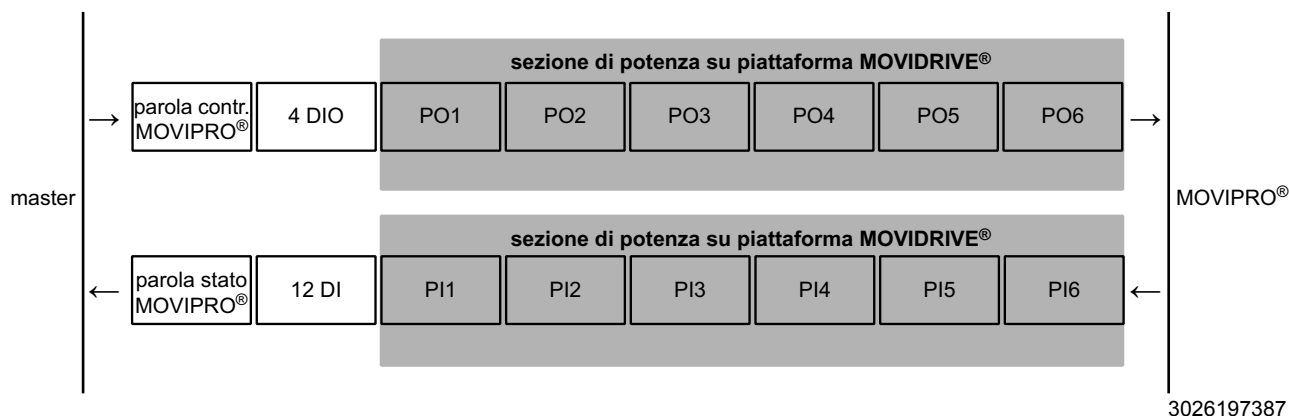 sezione di potenza su piattaforma MOVIDRIVE®
parola contr.
MOVIPRO®
4 DIO
PO1
PO2
PO3
PO4
PO5
PO6
→
→
master
MOVIPRO®
sezione di potenza su piattaforma MOVIDRIVE®
parola stato
MOVIPRO®
12 DI
PI1
PI2
PI3
PI4
PI5
PI6
←
←
3026197387